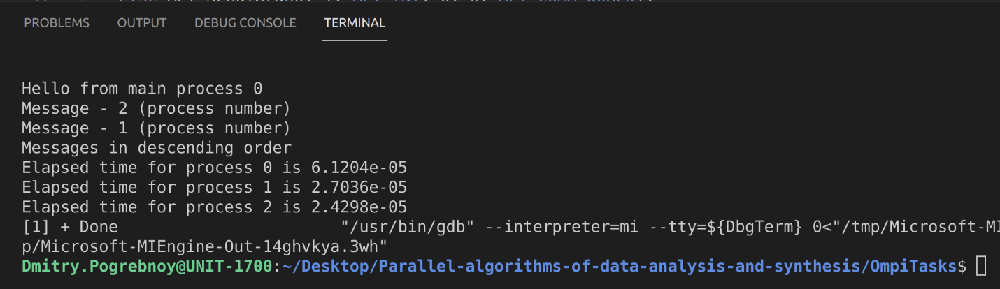 PROBLEMS OUTPUT DEBUG CONSOLE TERMINAL
Hello from main process 0
Message - 2 (process number)
Message - 1 (process number)
Messages in descending order
Elapsed time for process 0 is 6.1204e-05
Elapsed time for process 1 is 2.7036e-05
Elapsed time for process 2 is 2.4298e-05
[1] + Done "/usr/bin/gdb" --interpreter=mi --tty=${DbgTerm} 0<"/tmp/Microsoft-MI
p/Microsoft-MIEngine-Out-14ghvkya.3wh"
Dmitry.Pogrebnoy@UNIT-1700:~/Desktop/Parallel-algorithms-of-data-analysis-and-synthesis/OmpiTasks$